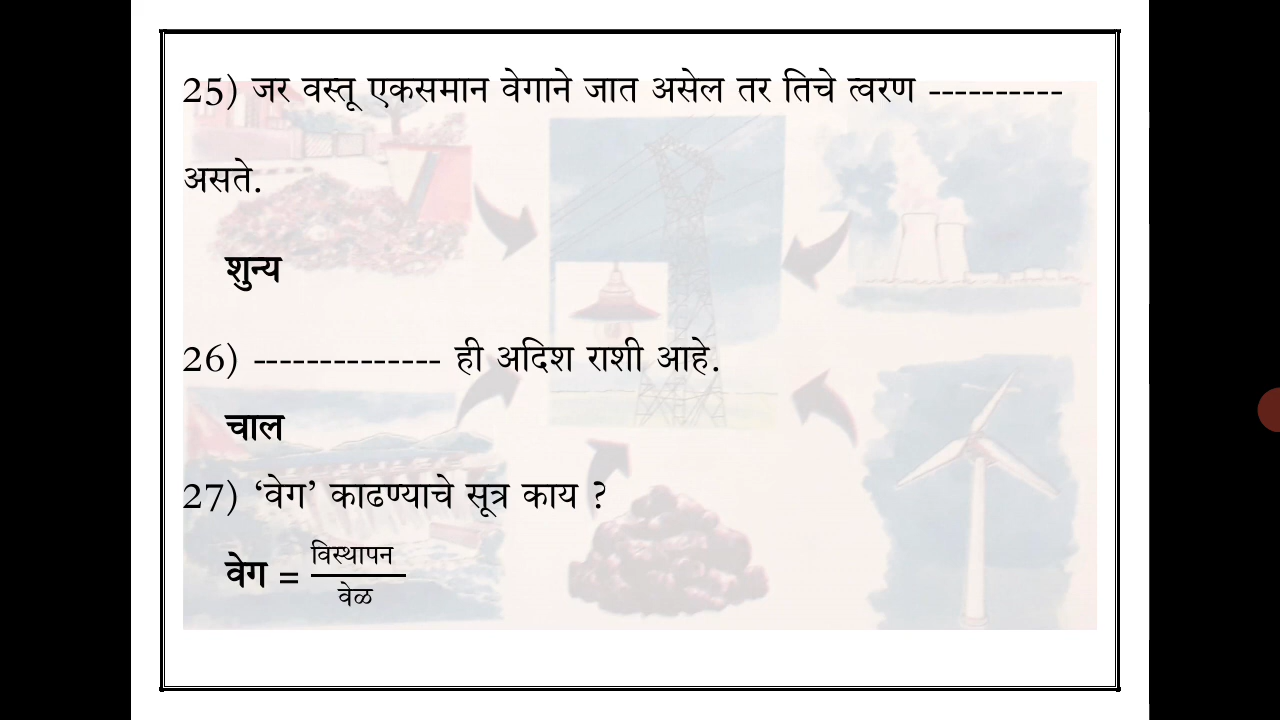 25) जर वस्तू एकसमान वेगाने जात असेल तर तिचे त्वरण ----------
असते.
शुन्य
26) -------------- ही अदिश राशी आहे.
चाल
27) ‘वेग’ काढण्याचे सूत्र काय ?
वेग = विस्थापन
वेळ